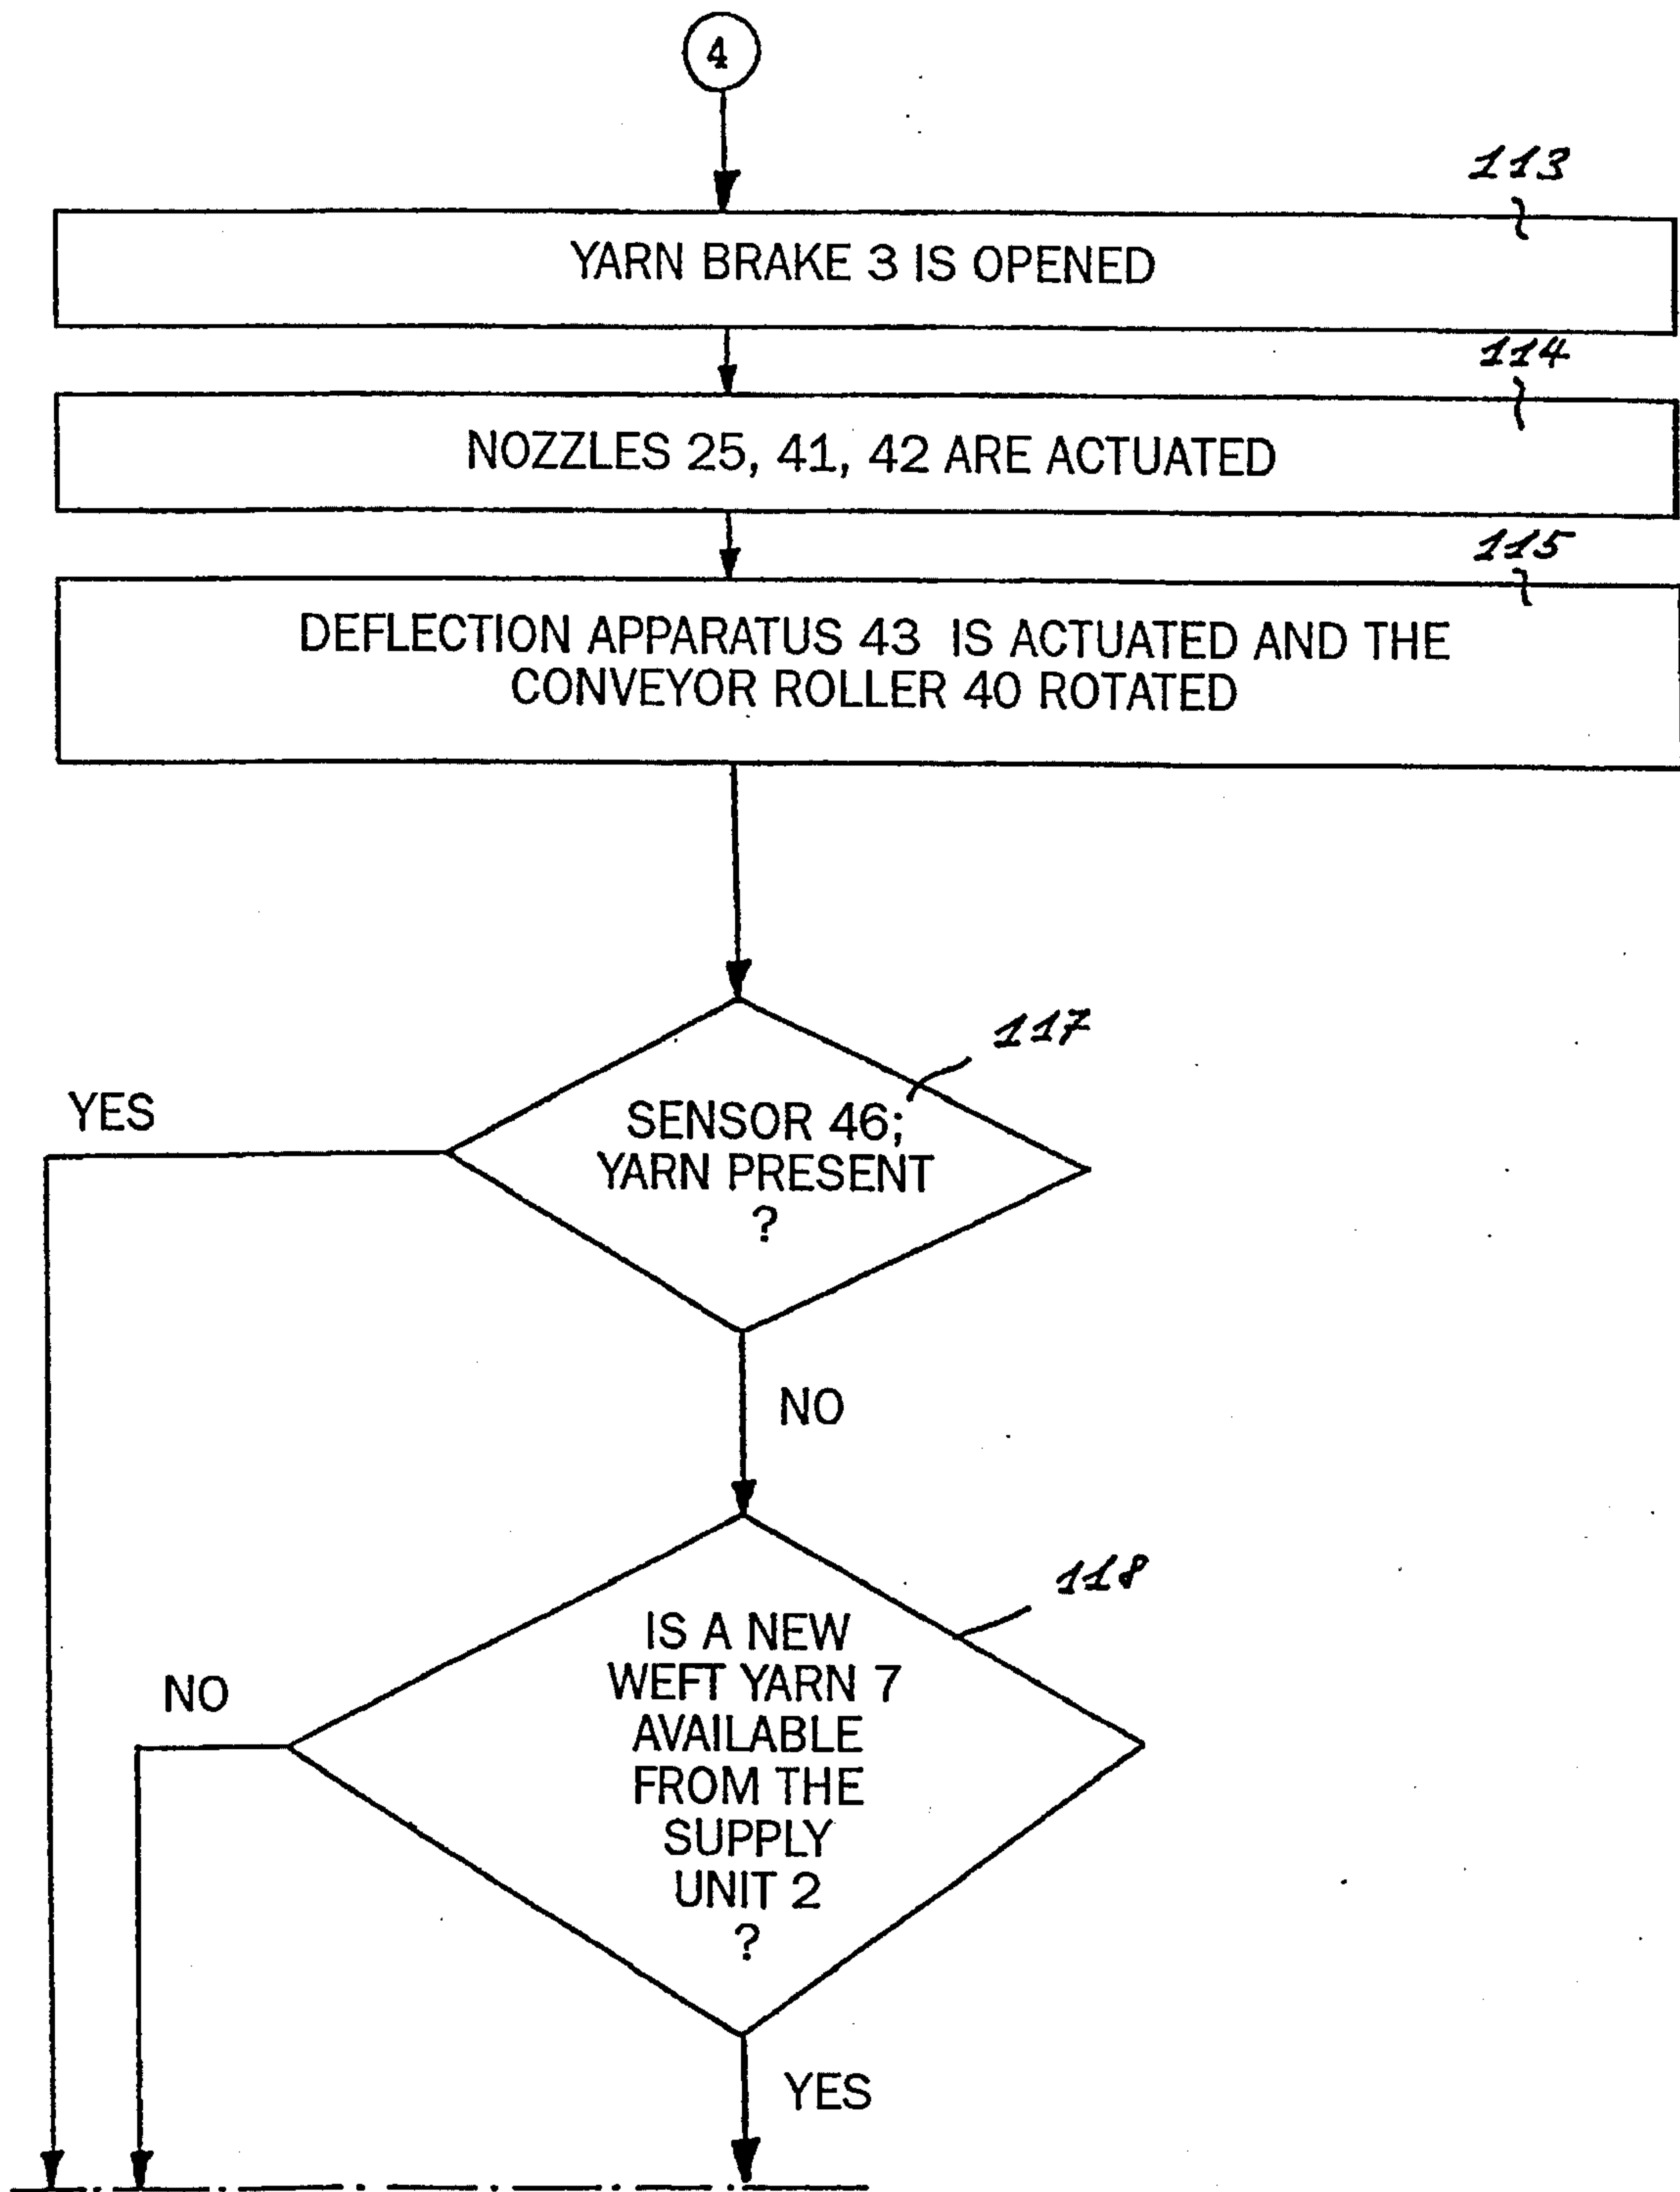 4
113
YARN BRAKE 3 IS OPENED
114
NOZZLES 25, 41, 42 ARE ACTUATED
115
DEFLECTION APPARATUS 43 IS ACTUATED AND THE
CONVEYOR ROLLER 40 ROTATED
117
YES
SENSOR 46;
YARN PRESENT
?
NO
118
IS A NEW
WEFT YARN 7
NO
AVAILABLE
FROM THE
SUPPLY
UNIT 2
?
YES